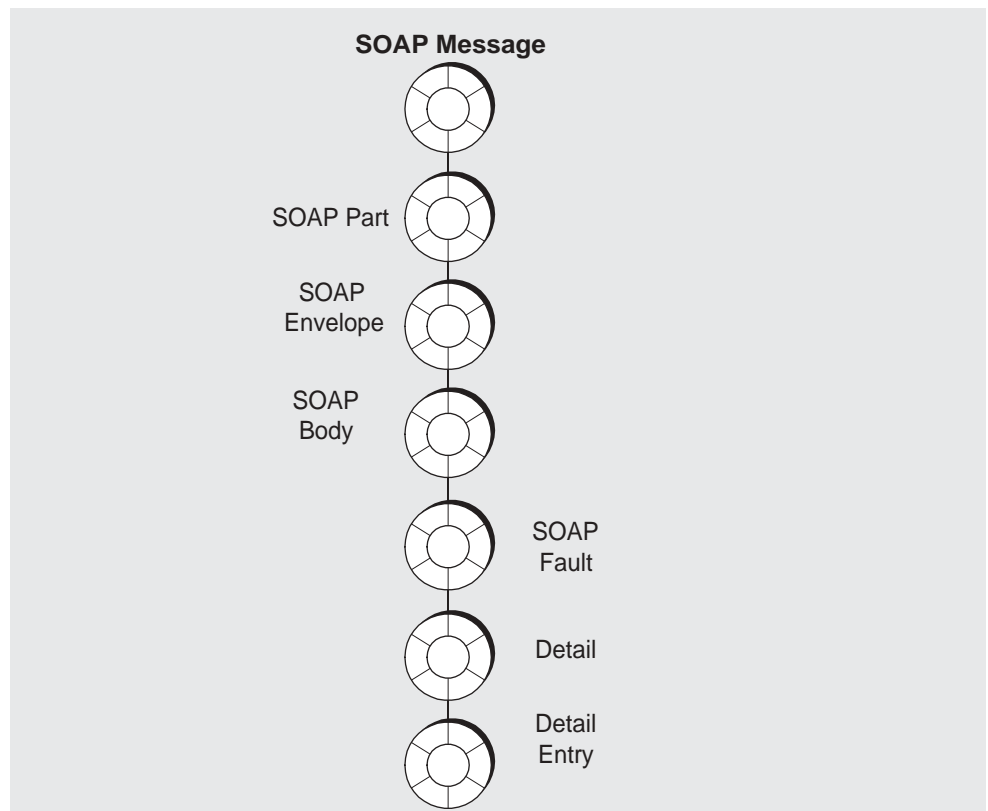 SOAP Message
SOAP Part
SOAP
Envelope
SOAP
Body
SOAP
Fault
Detail
Detail
Entry